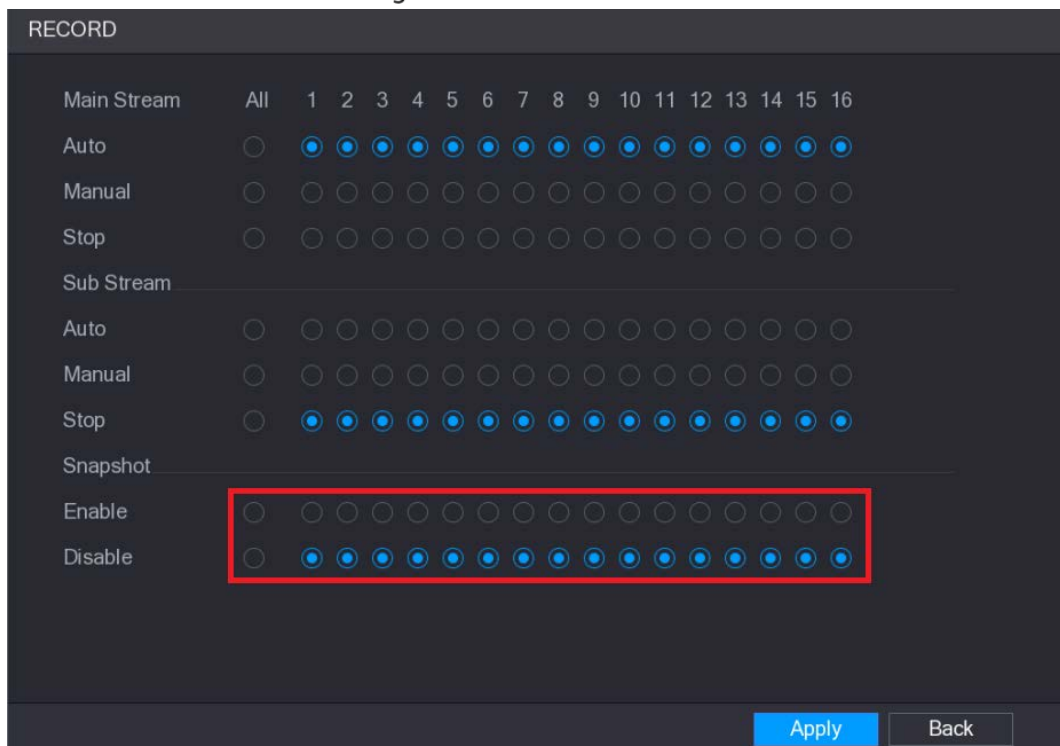 RECORD
Main Stream All 1 2 3 4 5 6 7 8 9 10 11 12 13 14 15 16
Auto
Manual
Stop
Sub Stream
Auto
Manual
Stop
Snapshot
Enable
Disable
Apply Back